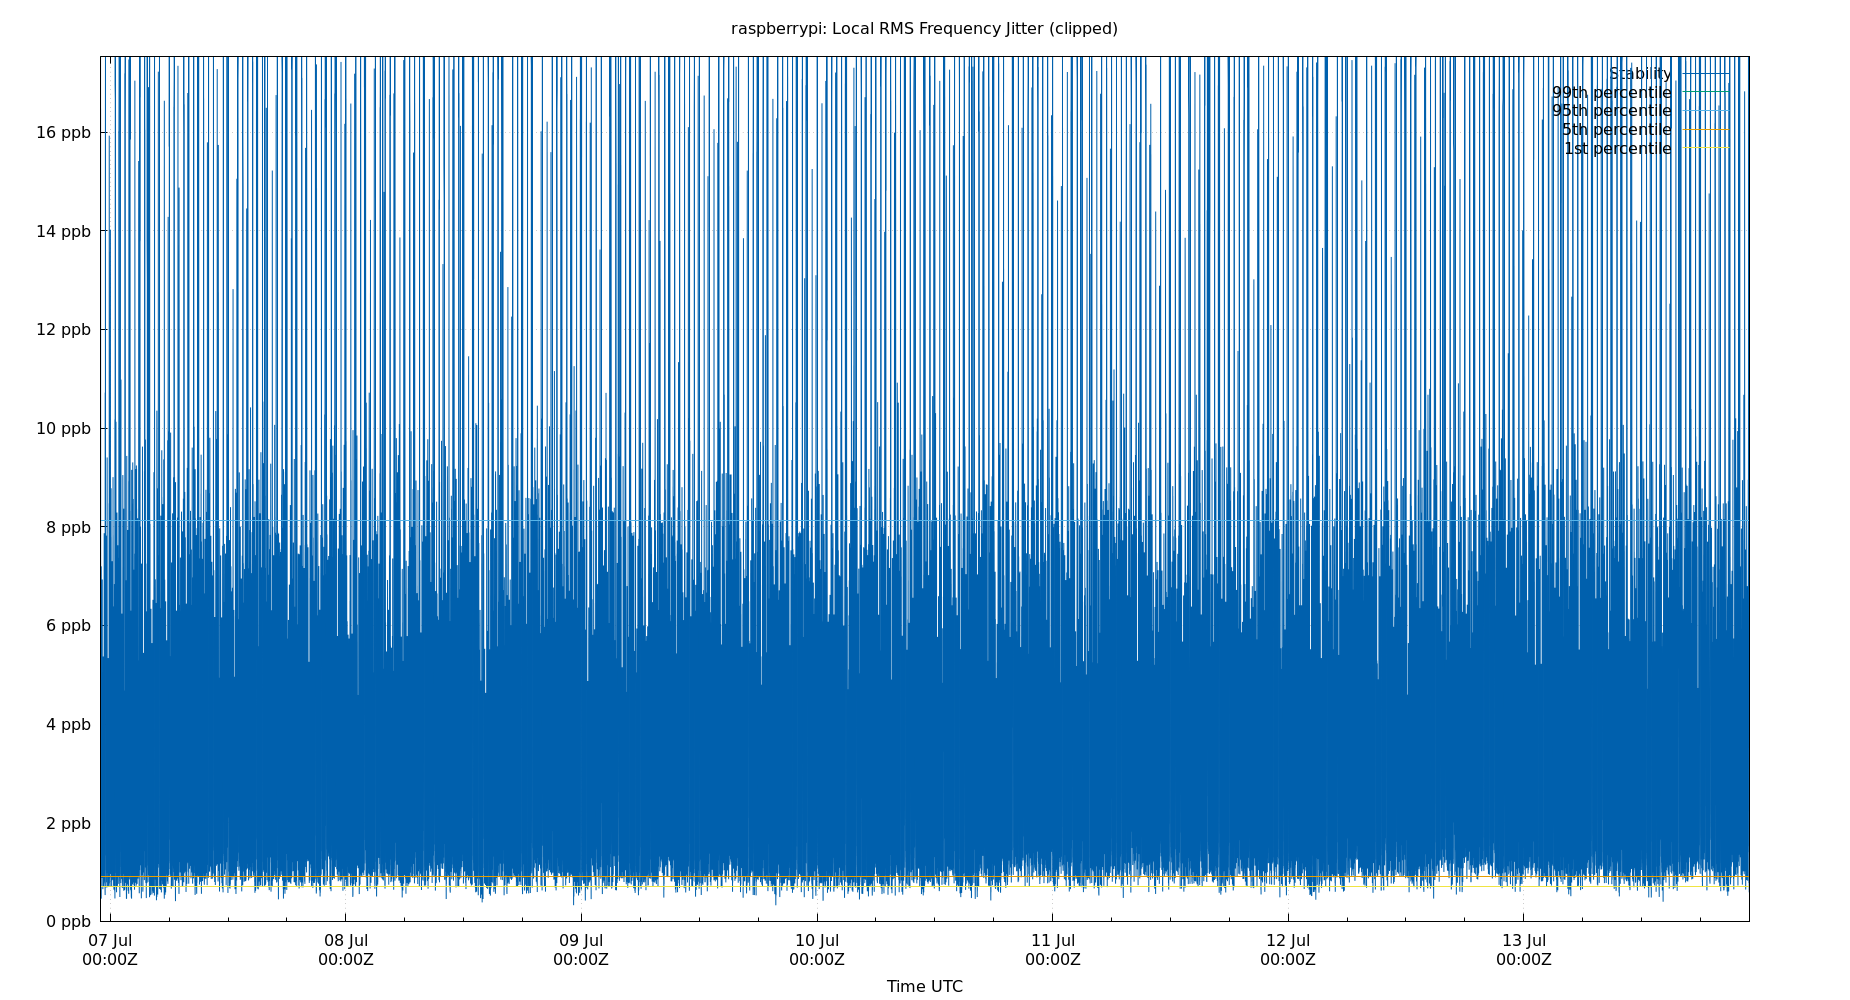 raspberrypi: Local RMS Frequency Jitter (clipped)
Stability
99th percentile
95th percentile
5th percentile
1st percentile
16 ppb
14 ppb
12 ppb
10 ppb
8 ppb
6 ppb
4 ppb
2 ppb
0 ppb
07 Jul 08 Jul 09 Jul 10 Jul 11 Jul 12 Jul 13 Jul
00:00Z 00:00Z 00:00Z 00:00Z 00:00Z 00:00Z 00:00Z
Time UTC